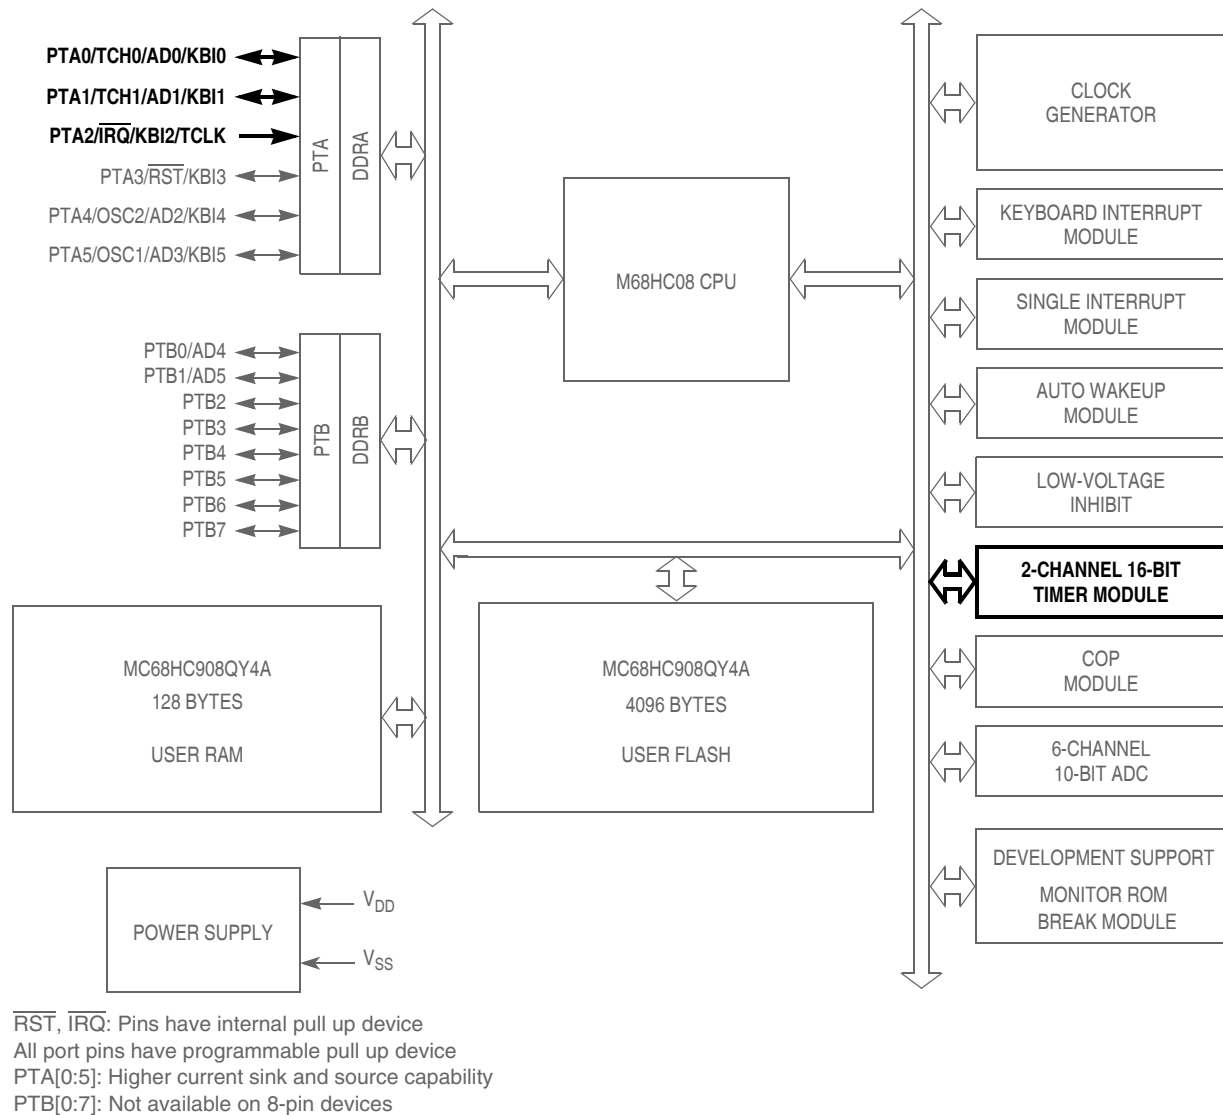 PTA0/TCH0/AD0/KBI0
PTA1/TCH1/AD1/KBI1
PTA2/IRQ/KBI2/TCLK
PTA3/RST/KBI3
PTA4/OSC2/AD2/KBI4
PTA5/OSC1/AD3/KBI5
PTA
DDRA
PTB0/AD4
PTB1/AD5
PTB2
PTB3
PTB4
PTB5
PTB6
PTB7
PTB
DDRB
M68HC08 CPU
CLOCK
GENERATOR
KEYBOARD INTERRUPT
MODULE
SINGLE INTERRUPT
MODULE
AUTO WAKEUP
MODULE
LOW-VOLTAGE
INHIBIT
2-CHANNEL 16-BIT
TIMER MODULE
COP
MODULE
6-CHANNEL
10-BIT ADC
DEVELOPMENT SUPPORT
MONITOR ROM
BREAK MODULE
MC68HC908QY4A
128 BYTES
USER RAM
MC68HC908QY4A
4096 BYTES
USER FLASH
POWER SUPPLY
VDD
VSS
RST, IRQ: Pins have internal pull up device
All port pins have programmable pull up device
PTA[0:5]: Higher current sink and source capability
PTB[0:7]: Not available on 8-pin devices